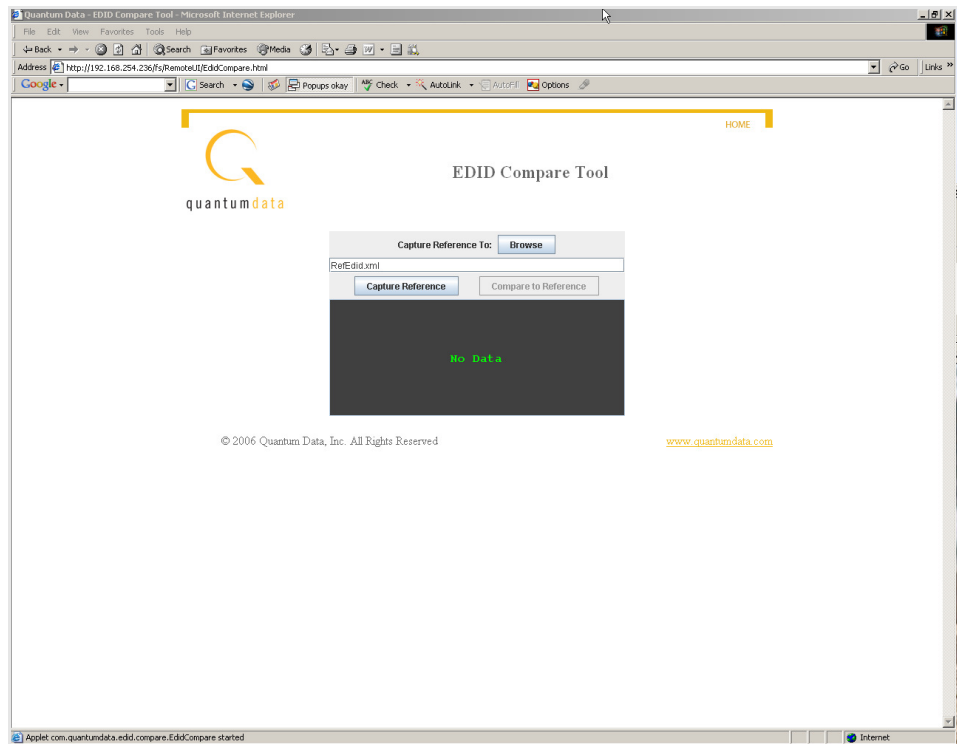 Quantum Data - EDID Compare Tool - Microsoft Internet Explorer
File Edit View Favorites Tools Help
Back Search Favorites Media
Address http://192.168.254.236/fs/RemoteUI/EdidCompare.html Go Links »
Google Search Popups okay ABC Check AutoLink AutoFill Options
HOME
EDID Compare Tool
quantumdata
Capture Reference To: Browse
RefEdid.xml
Capture Reference Compare to Reference
No Data
© 2006 Quantum Data, Inc. All Rights Reserved www.quantumdata.com
Applet com.quantumdata.edid.compare.EdidCompare started Internet